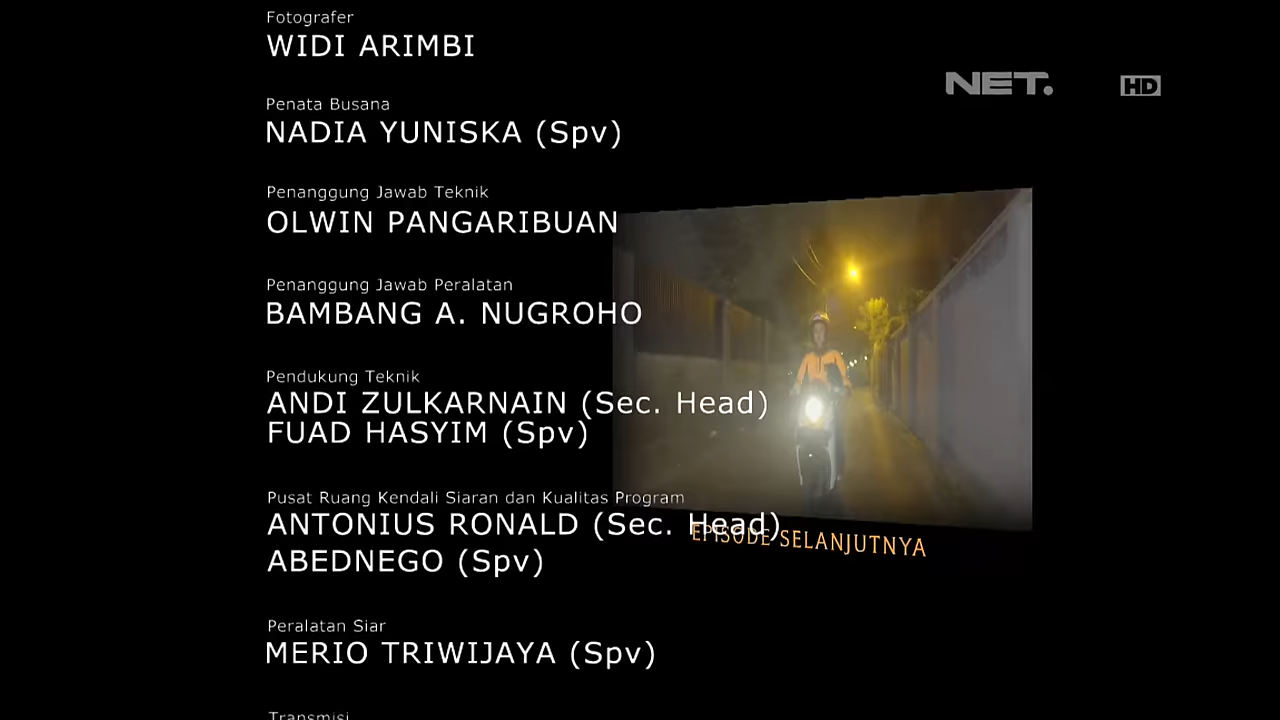 Fotografer
WIDI ARIMBI
NET.
HD
Penata Busana
NADIA YUNISKA (Spv)
Penanggung Jawab Teknik
OLWIN PANGARIBUAN
Penanggung Jawab Peralatan
BAMBANG A. NUGROHO
Pendukung Teknik
ANDI ZULKARNAIN (Sec. Head)
FUAD HASYIM (Spv)
Pusat Ruang Kendali Siaran dan Kualitas Program
ANTONIUS RONALD (Sec. Head)
EPISODE SELANJUTNYA
ABEDNEGO (Spv)
Peralatan Siar
MERIO TRIWIJAYA (Spv)
Transmisi